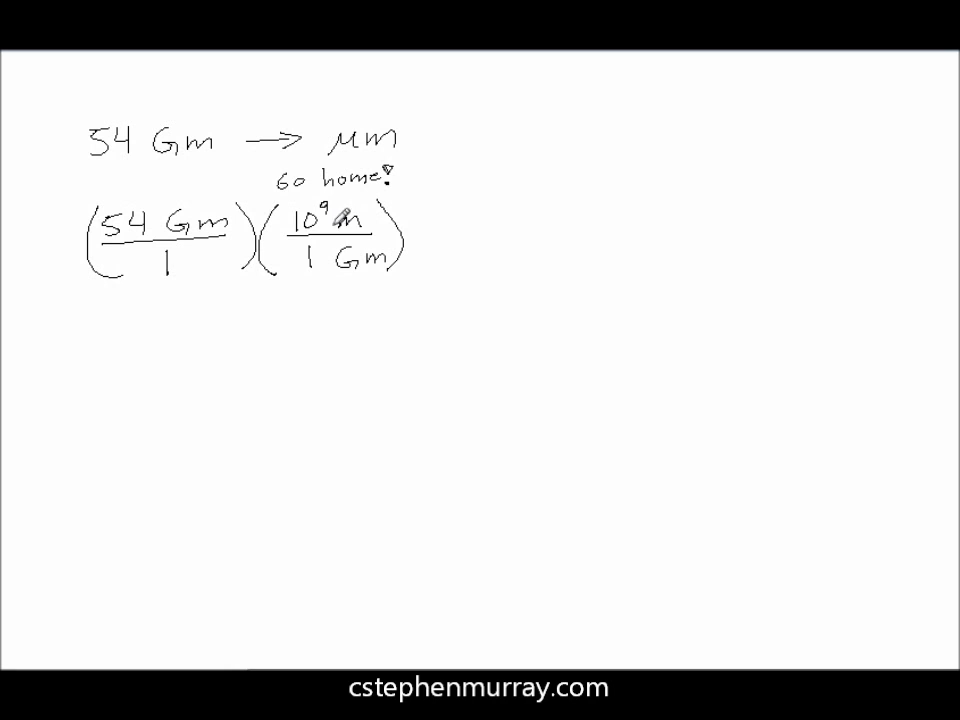 54 Gm → μm
Go home!
(54 Gm / 1)(10⁹ m / 1 Gm)
cstephenmurray.com